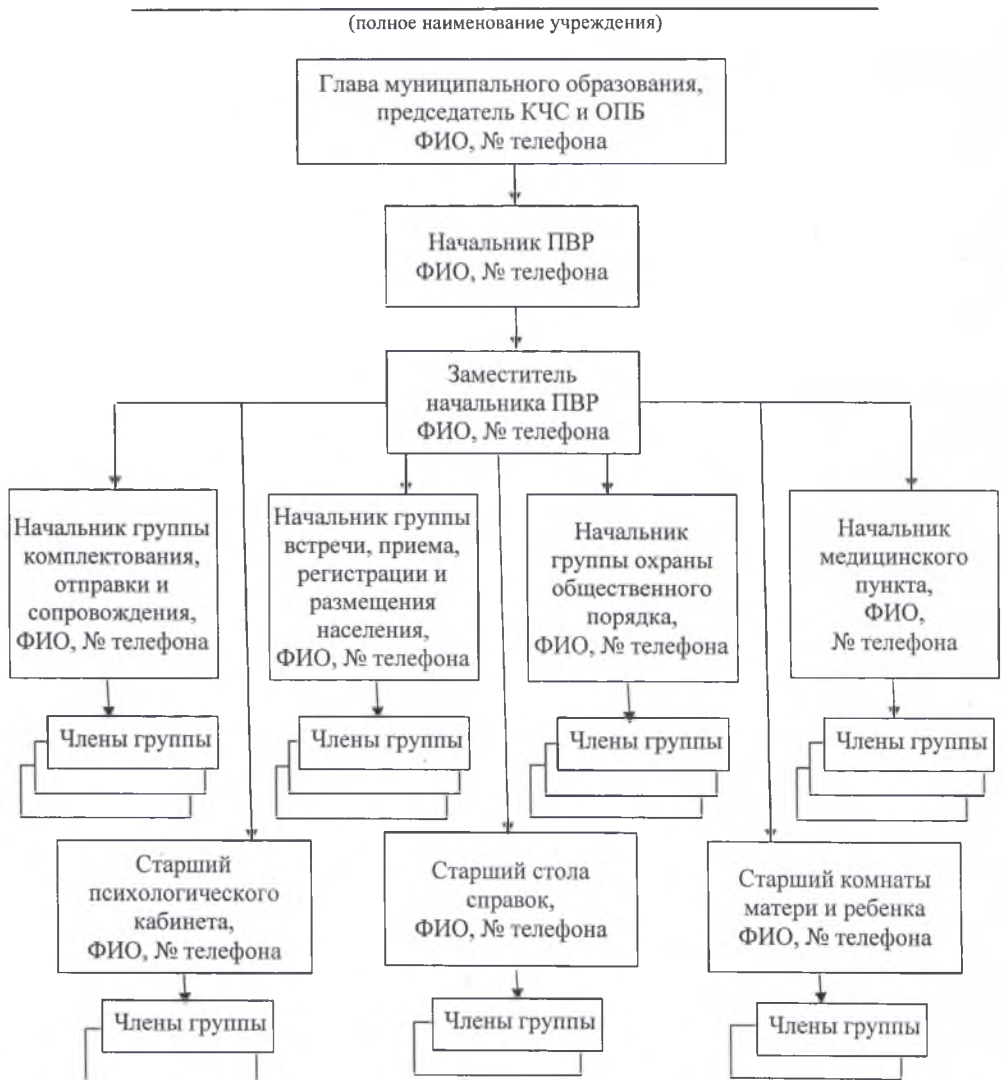 (полное наименование учреждения)
Глава муниципального образования,
председатель КЧС и ОПБ
ФИО, № телефона
Начальник ПВР
ФИО, № телефона
Заместитель
начальника ПВР
ФИО, № телефона
Начальник группы
комплектования,
отправки и
сопровождения,
ФИО, № телефона
Начальник группы
встречи, приема,
регистрации и
размещения
населения,
ФИО, № телефона
Начальник
группы охраны
общественного
порядка,
ФИО, № телефона
Начальник
медицинского
пункта,
ФИО,
№ телефона
Члены группы
Члены группы
Члены группы
Члены группы
Старший
психологического
кабинета,
ФИО, № телефона
Старший стола
справок,
ФИО, № телефона
Старший комнаты
матери и ребенка
ФИО, № телефона
Члены группы
Члены группы
Члены группы